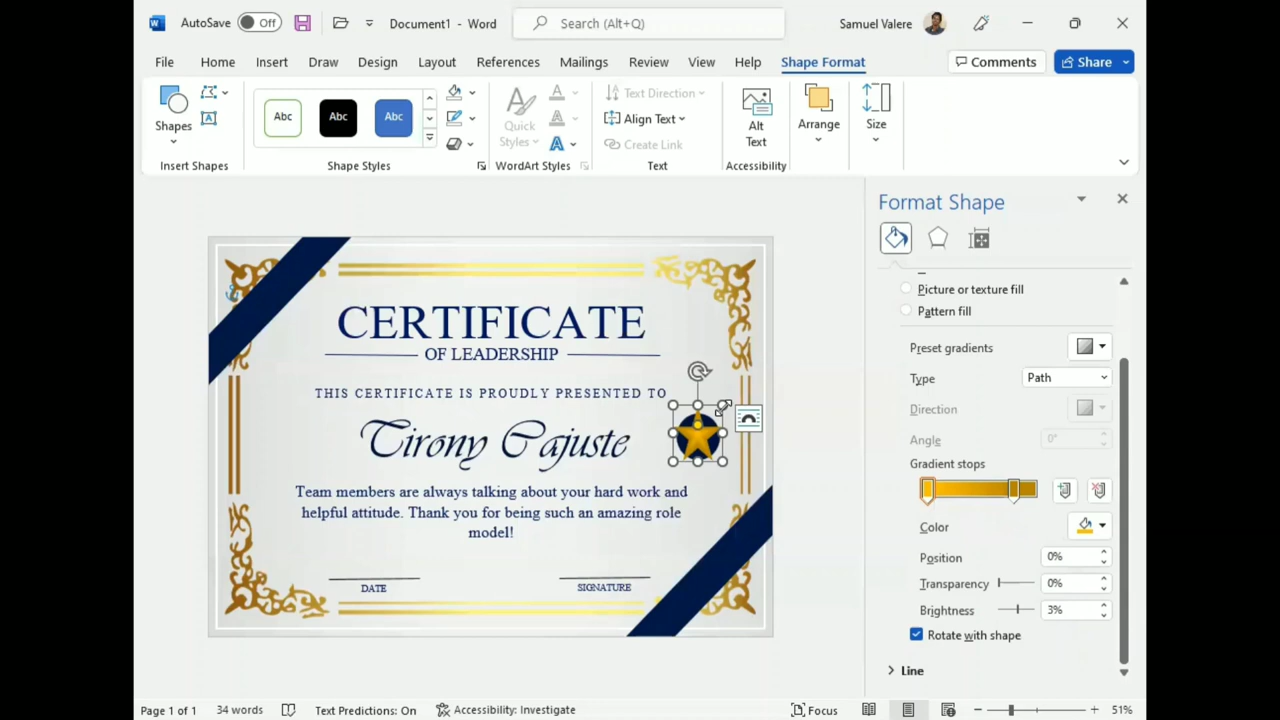 AutoSave Off Document1 - Word Search (Alt+Q) Samuel Valere
File Home Insert Draw Design Layout References Mailings Review View Help Shape Format Comments Share
Shapes
Abc Abc Abc
Quick Styles
Text Direction
Align Text
Create Link
Alt Text
Arrange
Size
Insert Shapes Shape Styles WordArt Styles Text Accessibility
CERTIFICATE
OF LEADERSHIP
THIS CERTIFICATE IS PROUDLY PRESENTED TO
Tirony Cajuste
Team members are always talking about your hard work and
helpful attitude. Thank you for being such an amazing role
model!
DATE SIGNATURE
Format Shape
Picture or texture fill
Pattern fill
Preset gradients
Type Path
Direction
Angle 0°
Gradient stops
Color
Position 0%
Transparency 0%
Brightness 3%
Rotate with shape
Line
Page 1 of 1 34 words Text Predictions: On Accessibility: Investigate Focus 51%